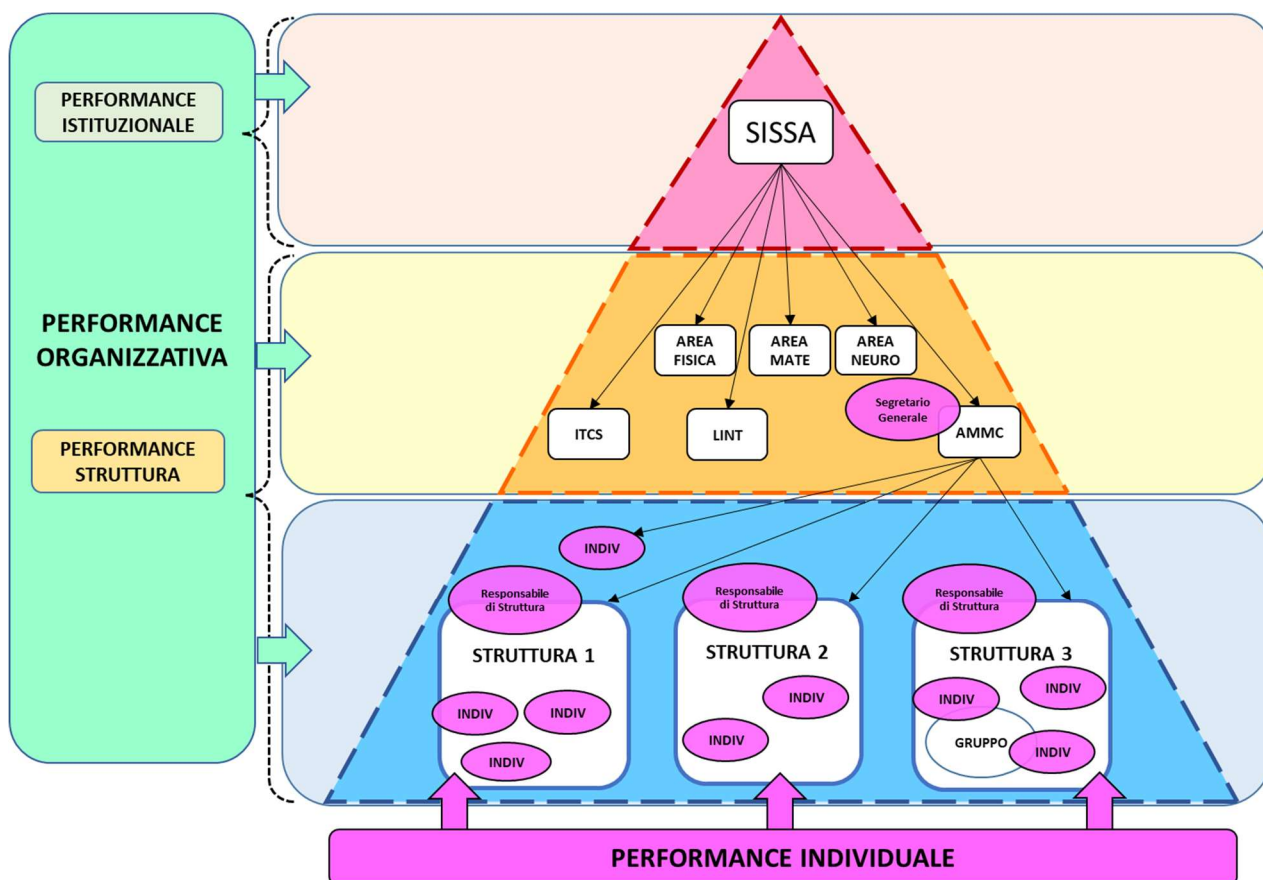 PERFORMANCE
ISTITUZIONALE
SISSA
PERFORMANCE
ORGANIZZATIVA
AREA
FISICA
AREA
MATE
AREA
NEURO
Segretario
Generale
ITCS
LINT
AMMC
PERFORMANCE
STRUTTURA
INDIV
Responsabile
di Struttura
Responsabile
di Struttura
Responsabile
di Struttura
STRUTTURA 1
STRUTTURA 2
STRUTTURA 3
INDIV
INDIV
INDIV
INDIV
INDIV
INDIV
INDIV
GRUPPO
INDIV
PERFORMANCE INDIVIDUALE